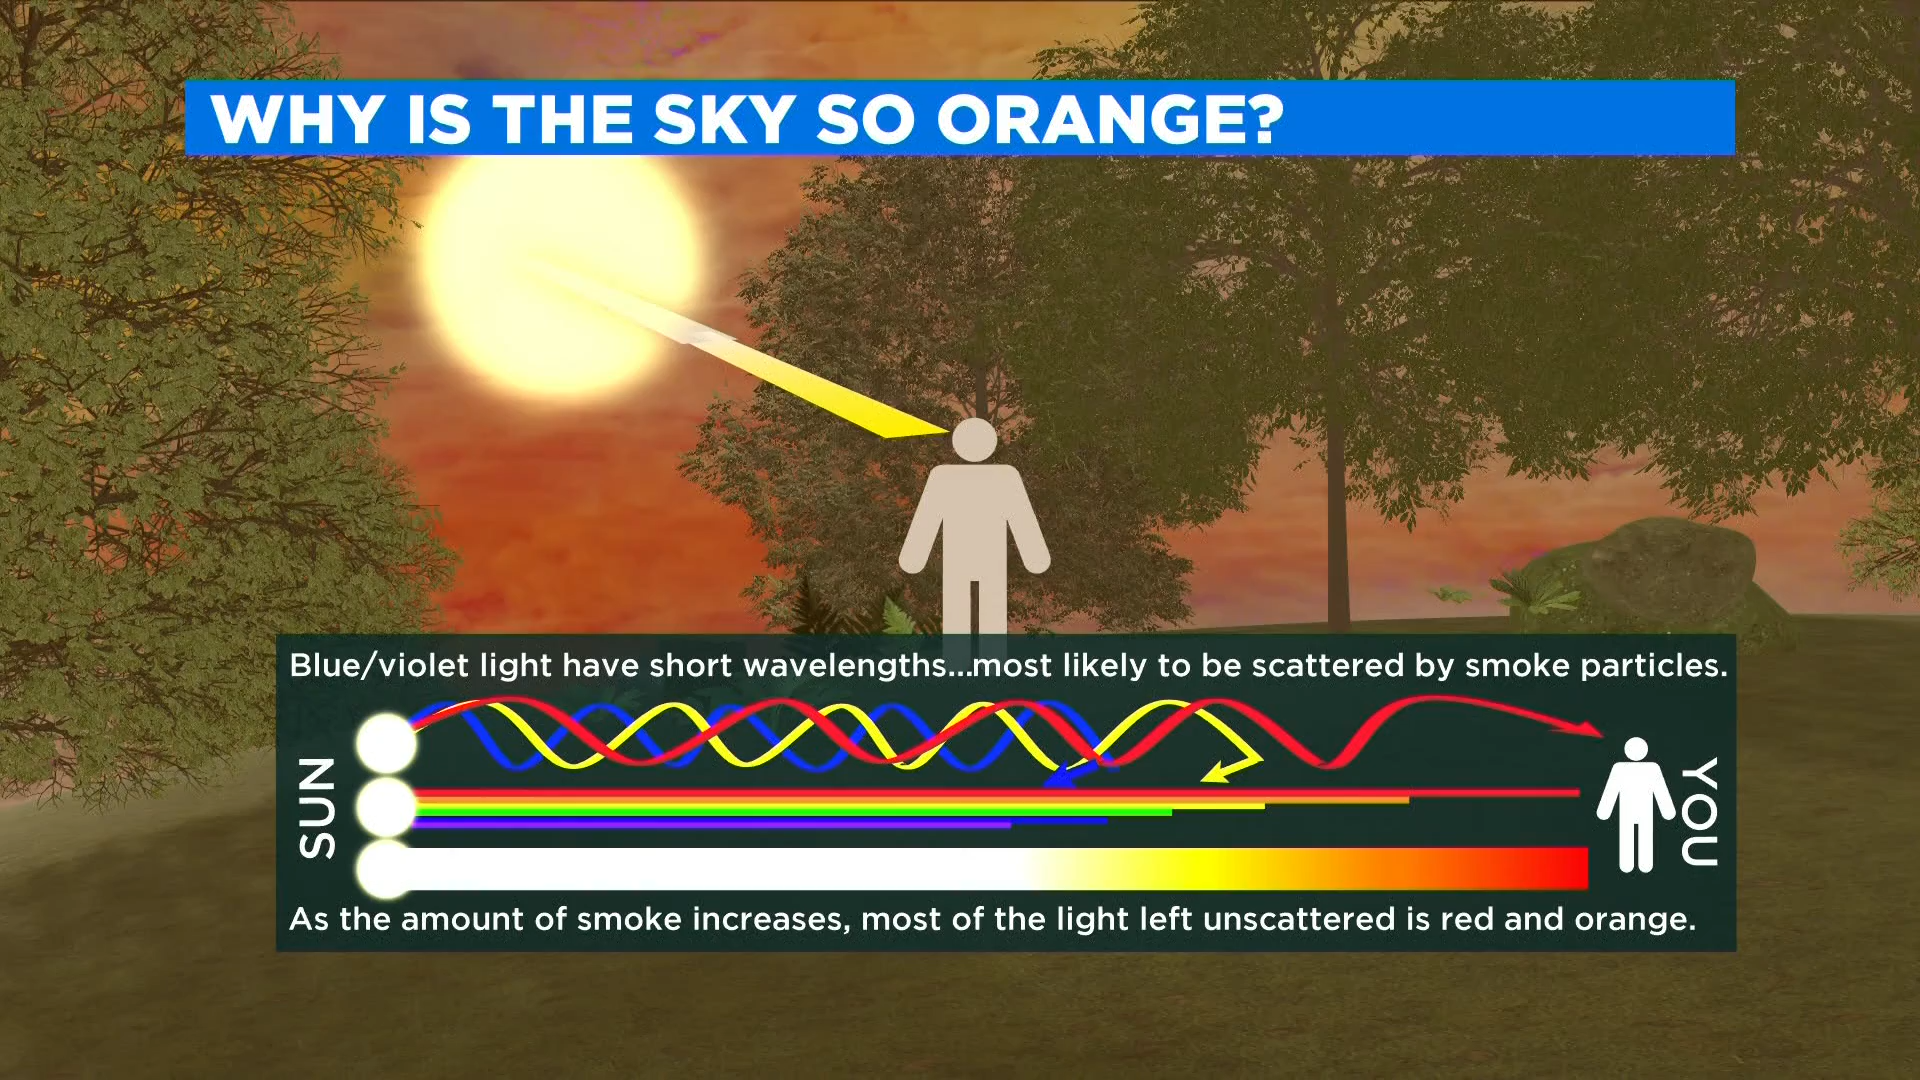 WHY IS THE SKY SO ORANGE?
Blue/violet light have short wavelengths...most likely to be scattered by smoke particles.
SUN
YOU
As the amount of smoke increases, most of the light left unscattered is red and orange.